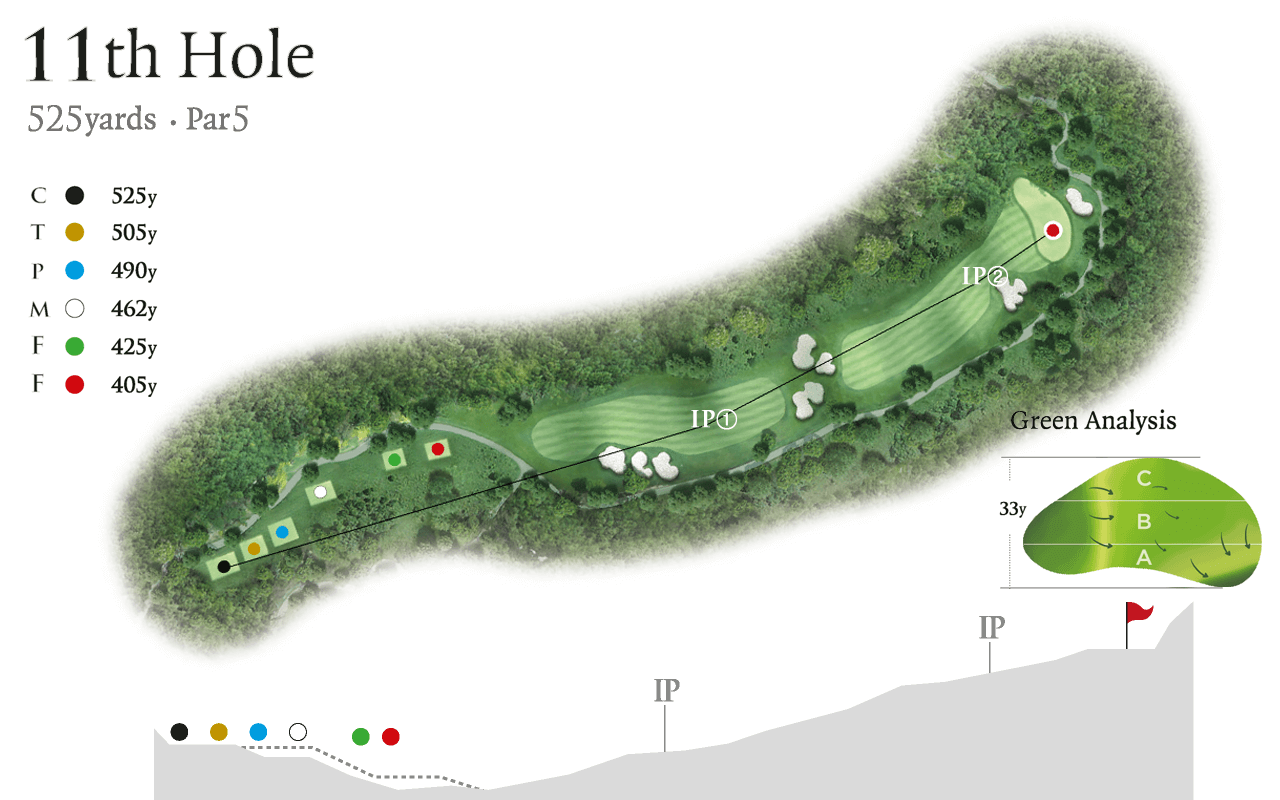 11th Hole
525yards · Par5
C 525y
T 505y
P 490y
M 462y
F 425y
F 405y
IP②
IP①
Green Analysis
33y
C
B
A
IP
IP